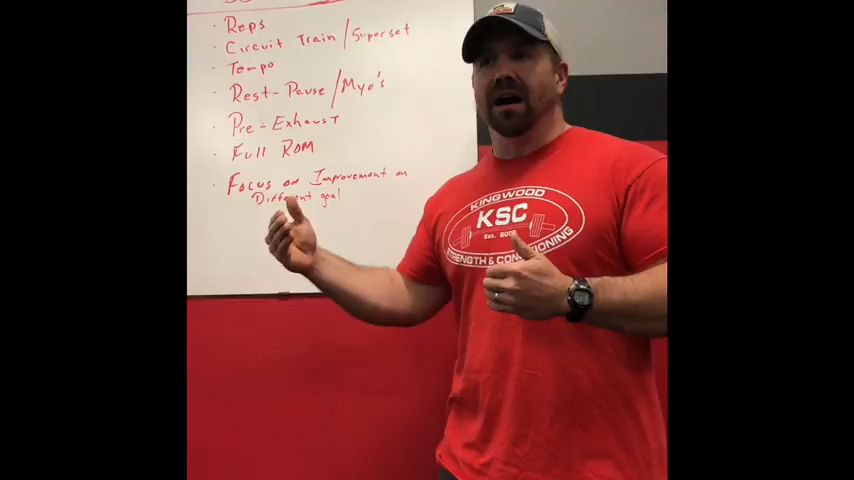 · Reps
· Circuit Train/Superset
· Tempo
· Rest-Pause/Myo's
· Pre-Exhaust
· Full ROM
· Focus on Improvement on
Different goal
KINGWOOD
KSC
Est. 2006
STRENGTH & CONDITIONING